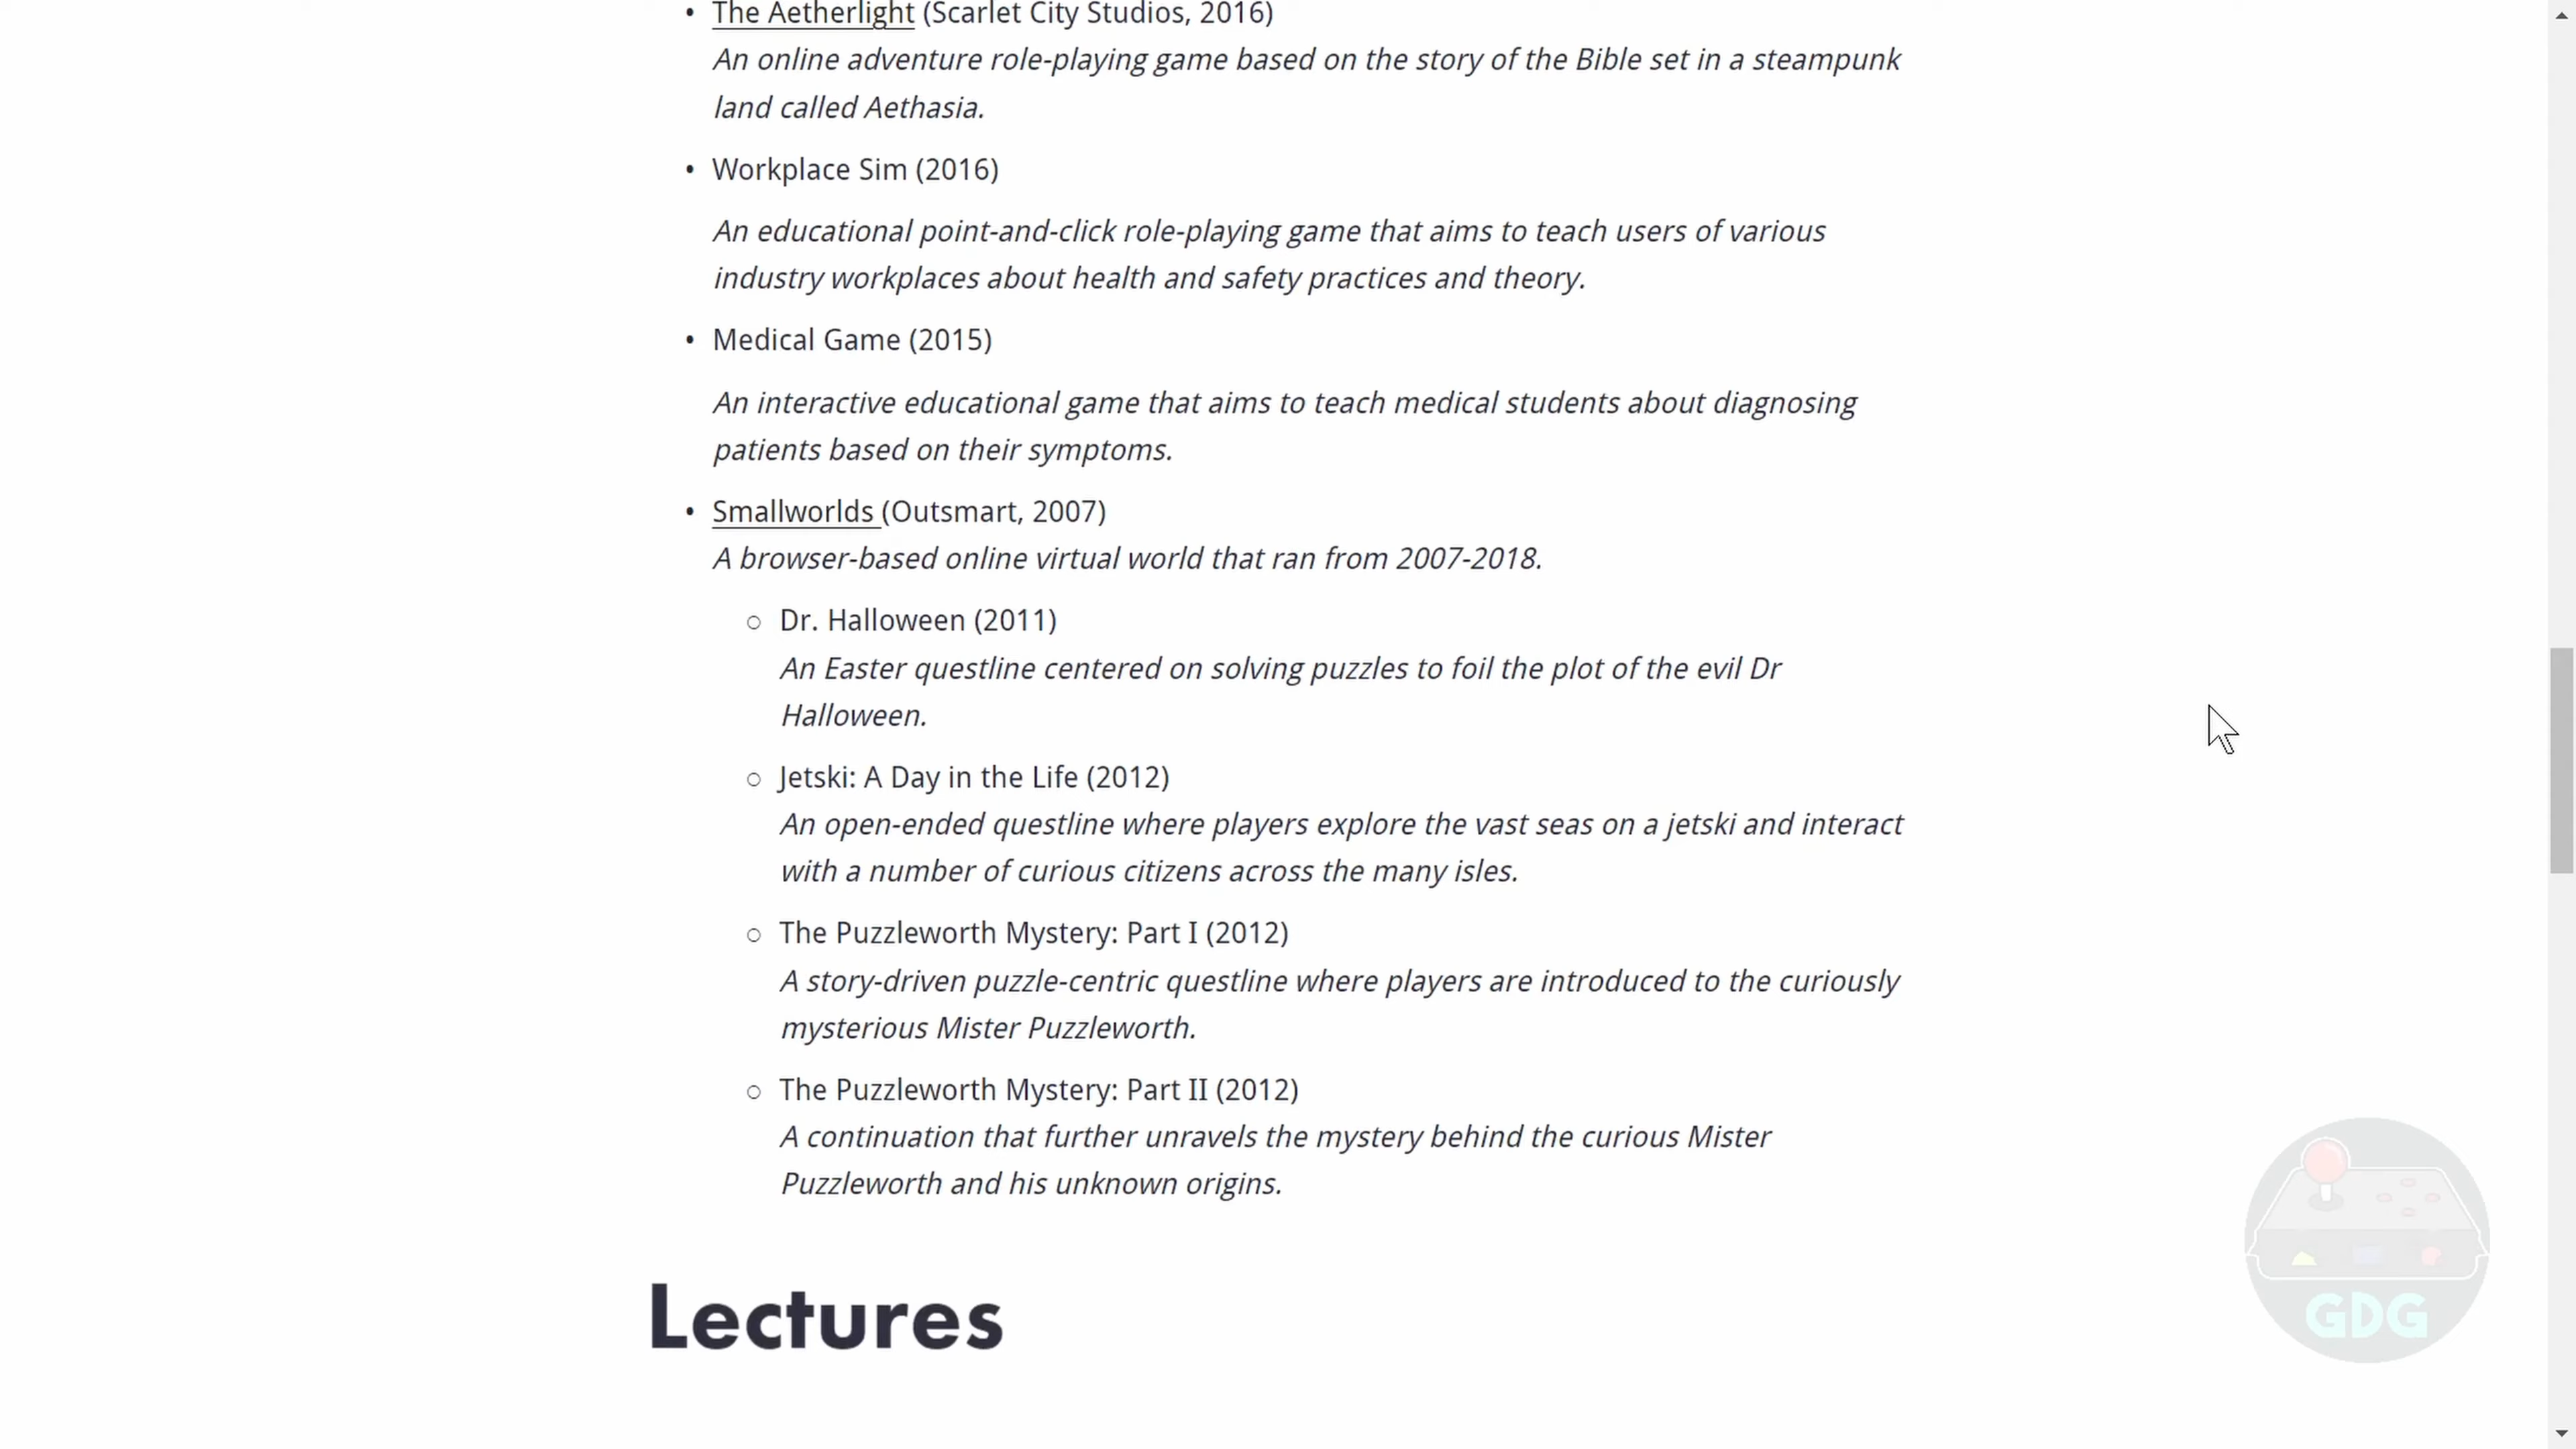 • The Aetherlight (Scarlet City Studios, 2016)
An online adventure role-playing game based on the story of the Bible set in a steampunk
land called Aethasia.
• Workplace Sim (2016)
An educational point-and-click role-playing game that aims to teach users of various
industry workplaces about health and safety practices and theory.
• Medical Game (2015)
An interactive educational game that aims to teach medical students about diagnosing
patients based on their symptoms.
• Smallworlds (Outsmart, 2007)
A browser-based online virtual world that ran from 2007-2018.
○ Dr. Halloween (2011)
An Easter questline centered on solving puzzles to foil the plot of the evil Dr
Halloween.
○ Jetski: A Day in the Life (2012)
An open-ended questline where players explore the vast seas on a jetski and interact
with a number of curious citizens across the many isles.
○ The Puzzleworth Mystery: Part I (2012)
A story-driven puzzle-centric questline where players are introduced to the curiously
mysterious Mister Puzzleworth.
○ The Puzzleworth Mystery: Part II (2012)
A continuation that further unravels the mystery behind the curious Mister
Puzzleworth and his unknown origins.
Lectures
GDG